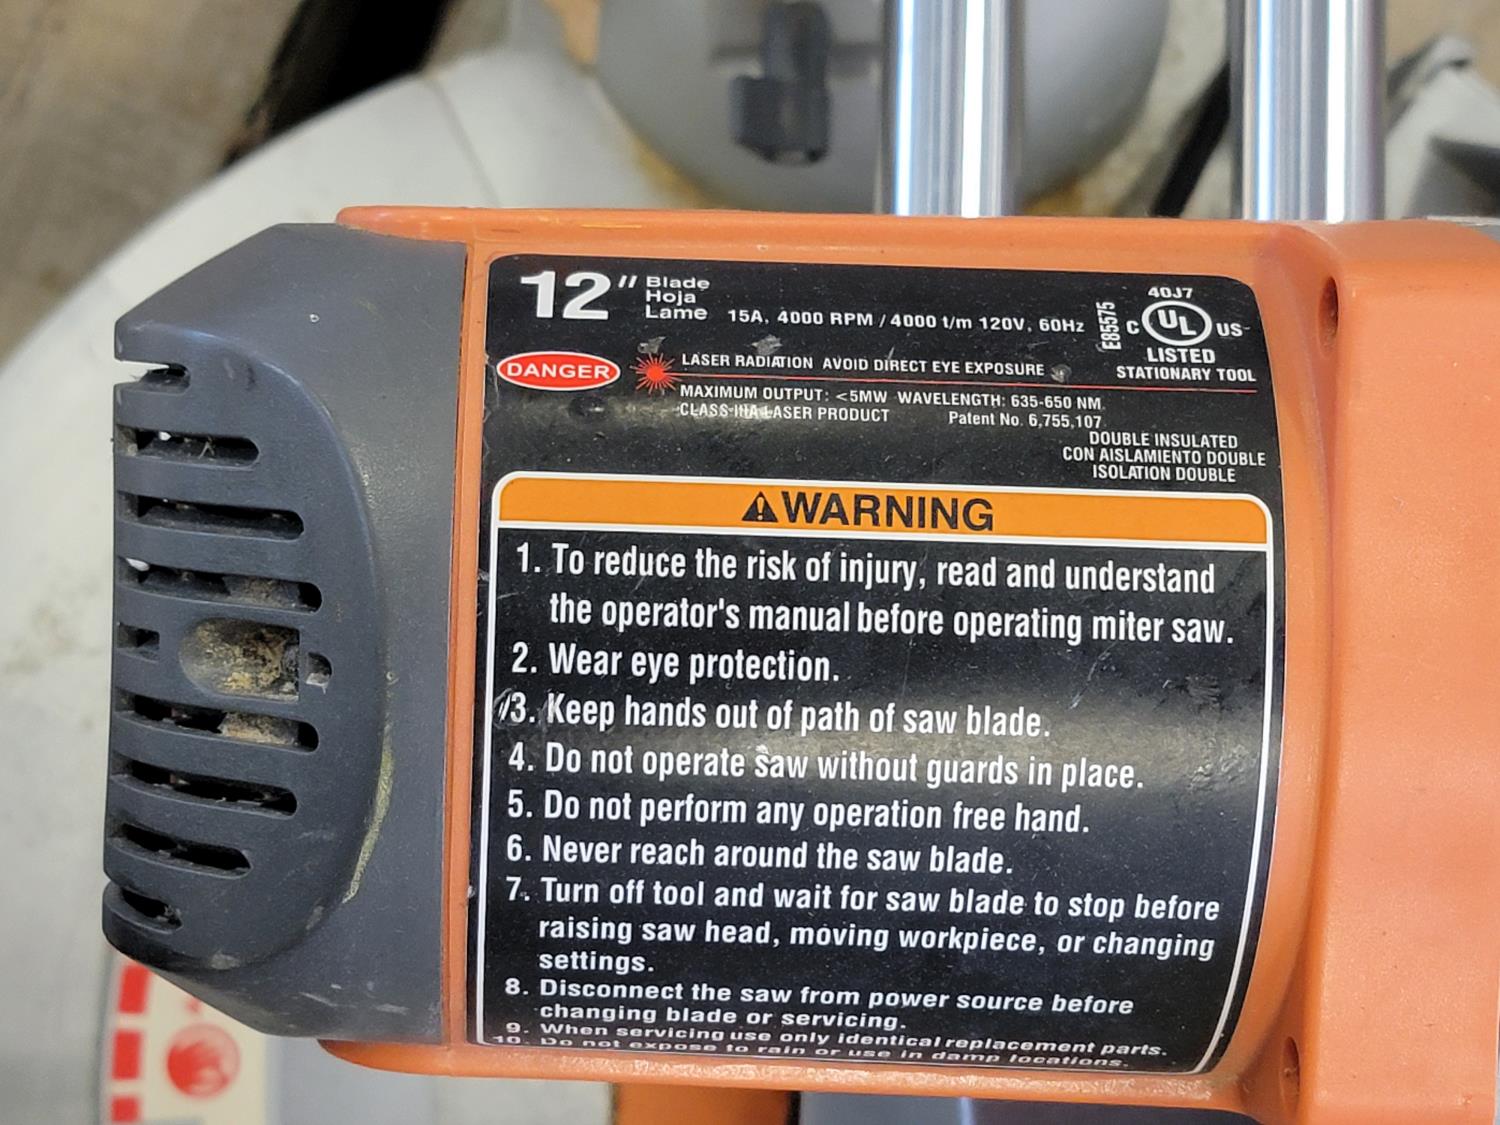 12" Blade
Hoja
Lame
15A, 4000 RPM / 4000 t/m 120V, 60Hz
E85575
40J7
C UL US
LISTED
STATIONARY TOOL
DANGER
LASER RADIATION AVOID DIRECT EYE EXPOSURE
MAXIMUM OUTPUT: <5MW WAVELENGTH: 635-650 NM
CLASS IIIA LASER PRODUCT
Patent No. 6,755,107
DOUBLE INSULATED
CON AISLAMIENTO DOUBLE
ISOLATION DOUBLE
WARNING
1. To reduce the risk of injury, read and understand
the operator's manual before operating miter saw.
2. Wear eye protection.
3. Keep hands out of path of saw blade.
4. Do not operate saw without guards in place.
5. Do not perform any operation free hand.
6. Never reach around the saw blade.
7. Turn off tool and wait for saw blade to stop before
raising saw head, moving workpiece, or changing
settings.
8. Disconnect the saw from power source before
changing blade or servicing.
9. When servicing use only identical replacement parts.
10. Do not expose to rain or use in damp locations.